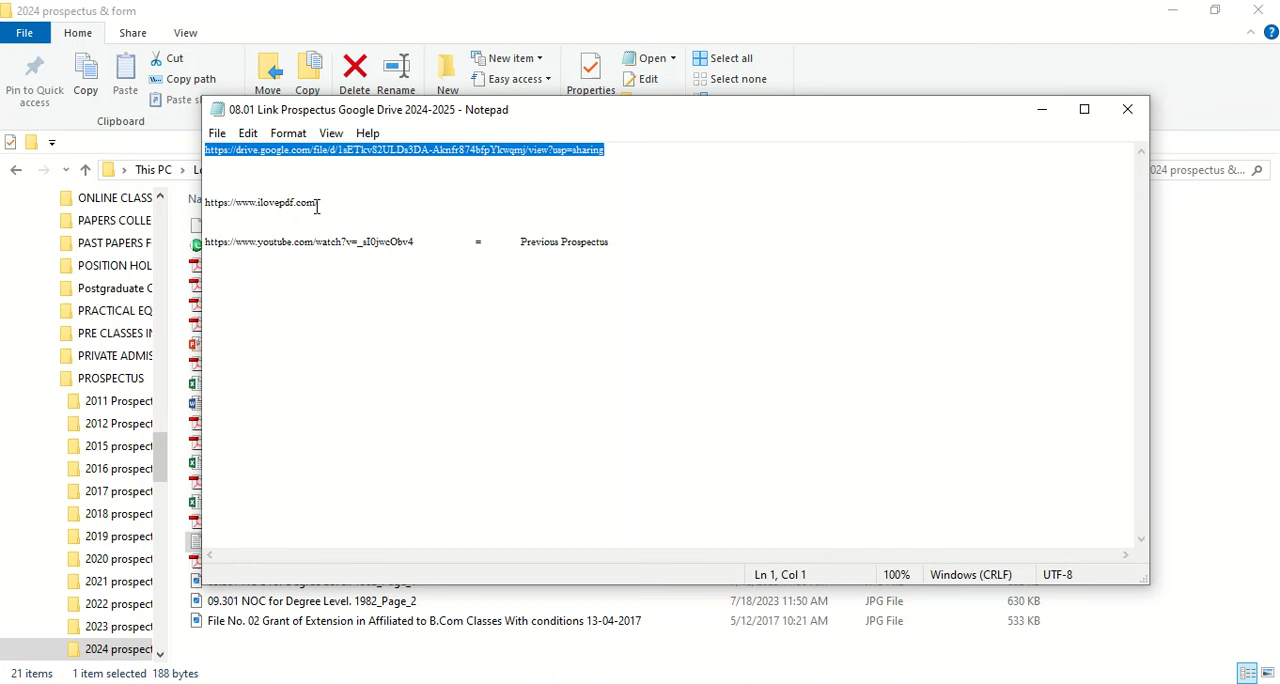 2024 prospectus & form
File
Home
Share
View
Pin to Quick access
Copy
Paste
Cut
Copy path
Paste
Clipboard
Move
Copy
Delete
Rename
New
New item
Easy access
Properties
Open
Edit
Select all
Select none
This PC
024 prospectus &...
08.01 Link Prospectus Google Drive 2024-2025 - Notepad
File Edit Format View Help
https://www.ilovepdf.com
https://www.youtube.com/watch?v=_sI0jwcObv4 = Previous Prospectus
Ln 1, Col 1
100%
Windows (CRLF)
UTF-8
ONLINE CLASS
PAPERS COLLE
PAST PAPERS F
POSITION HOL
Postgraduate C
PRACTICAL EQ
PRE CLASSES IN
PRIVATE ADMIS
PROSPECTUS
2011 Prospect
2012 Prospect
2015 prospect
2016 prospect
2017 prospect
2018 prospect
2019 prospect
2020 prospect
2021 prospect
2022 prospect
2023 prospect
2024 prospect
09.301 NOC for Degree Level. 1982_Page_2 7/18/2023 11:50 AM JPG File 630 KB
File No. 02 Grant of Extension in Affiliated to B.Com Classes With conditions 13-04-2017 5/12/2017 10:21 AM JPG File 533 KB
21 items 1 item selected 188 bytes